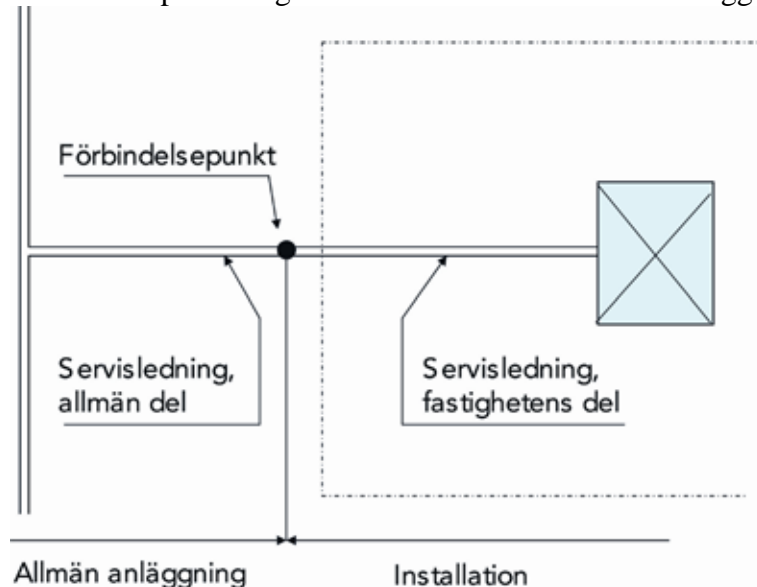 Förbindelsepunkt
Servisledning,
allmän del
Servisledning,
fastighetens del
Allmän anläggning
Installation